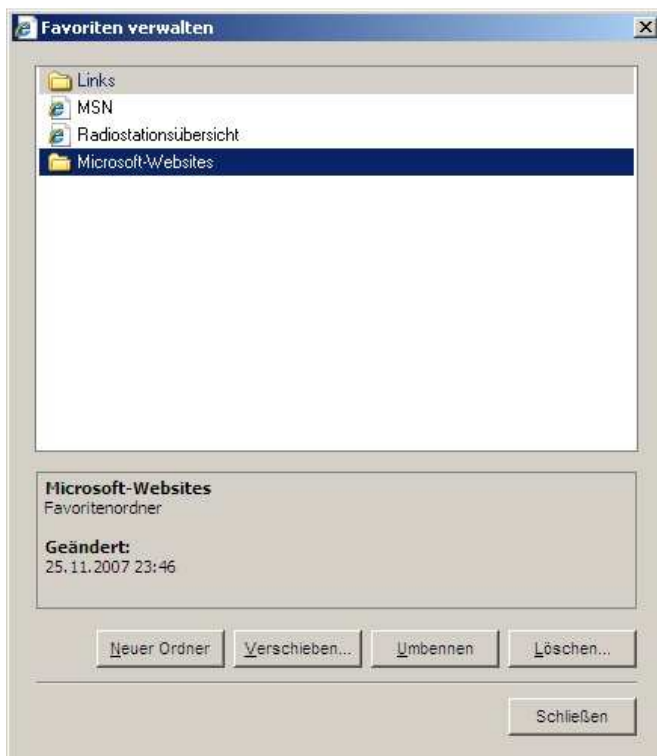 Favoriten verwalten
Links
MSN
Radiostationsübersicht
Microsoft-Websites
Microsoft-Websites
Favoritenordner
Geändert:
25.11.2007 23:46
Neuer Ordner
Verschieben...
Umbennen
Löschen...
Schließen